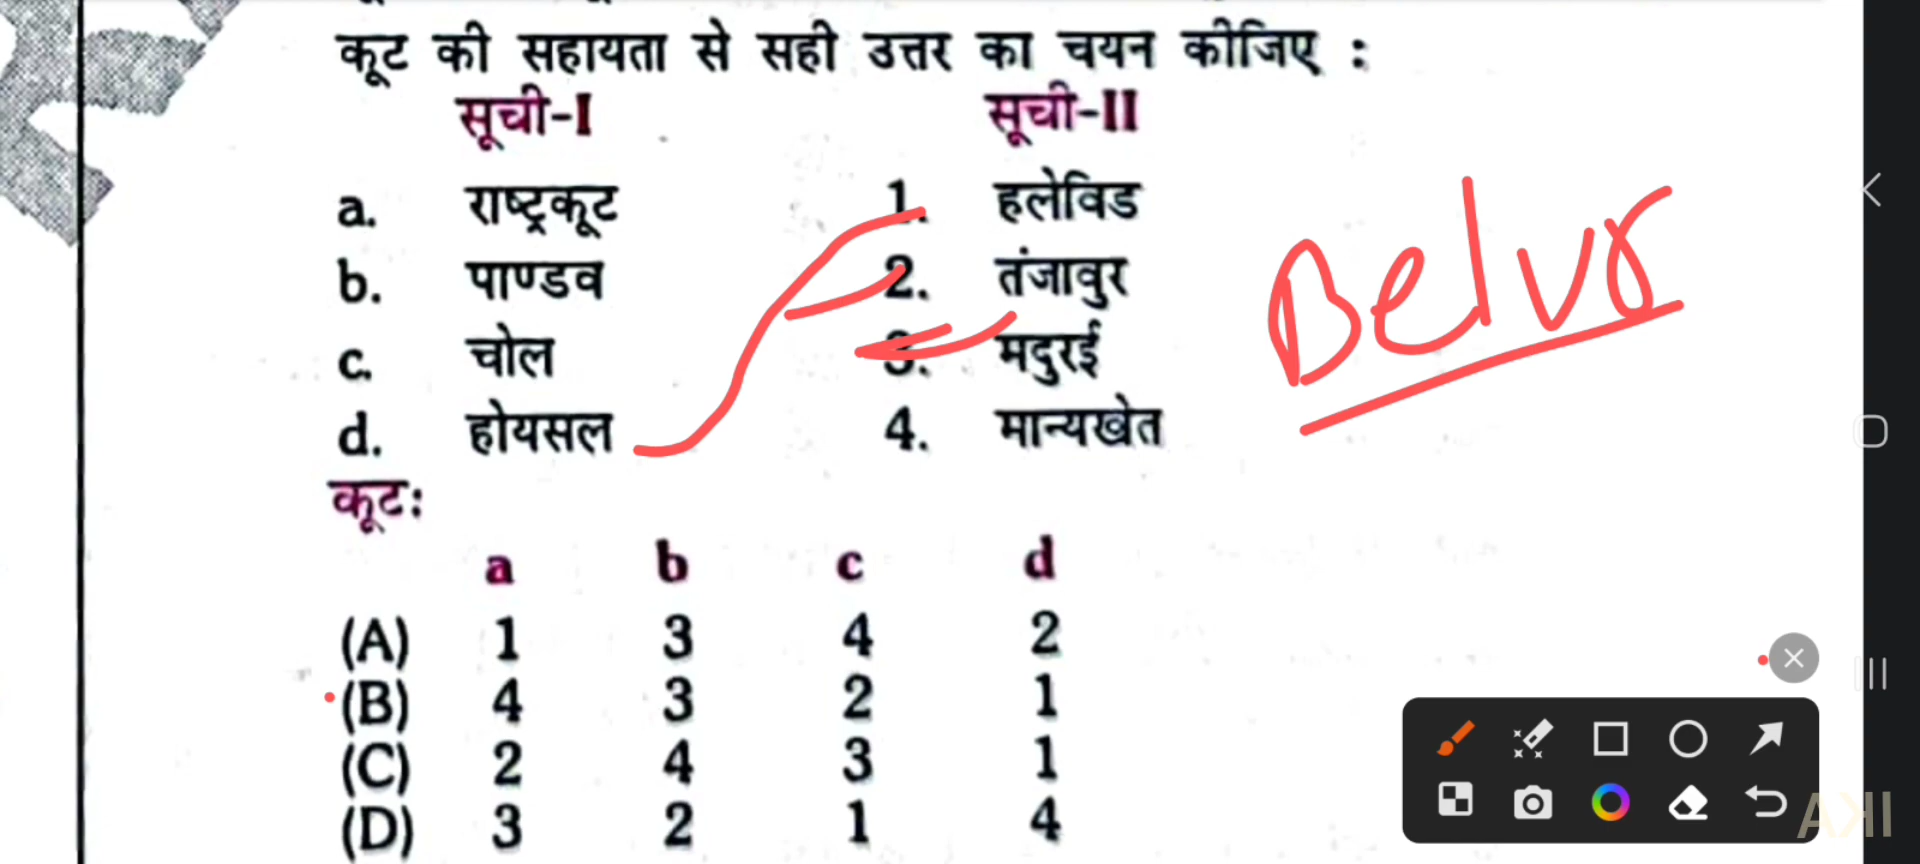 कूट की सहायता से सही उत्तर का चयन कीजिए :
सूची-I सूची-II
a. राष्ट्रकूट 1. हलेविड
b. पाण्डव 2. तंजावुर
c. चोल 3. मदुरई
d. होयसल 4. मान्यखेत
Belur
कूट:
a b c d
(A) 1 3 4 2
(B) 4 3 2 1
(C) 2 4 3 1
(D) 3 2 1 4